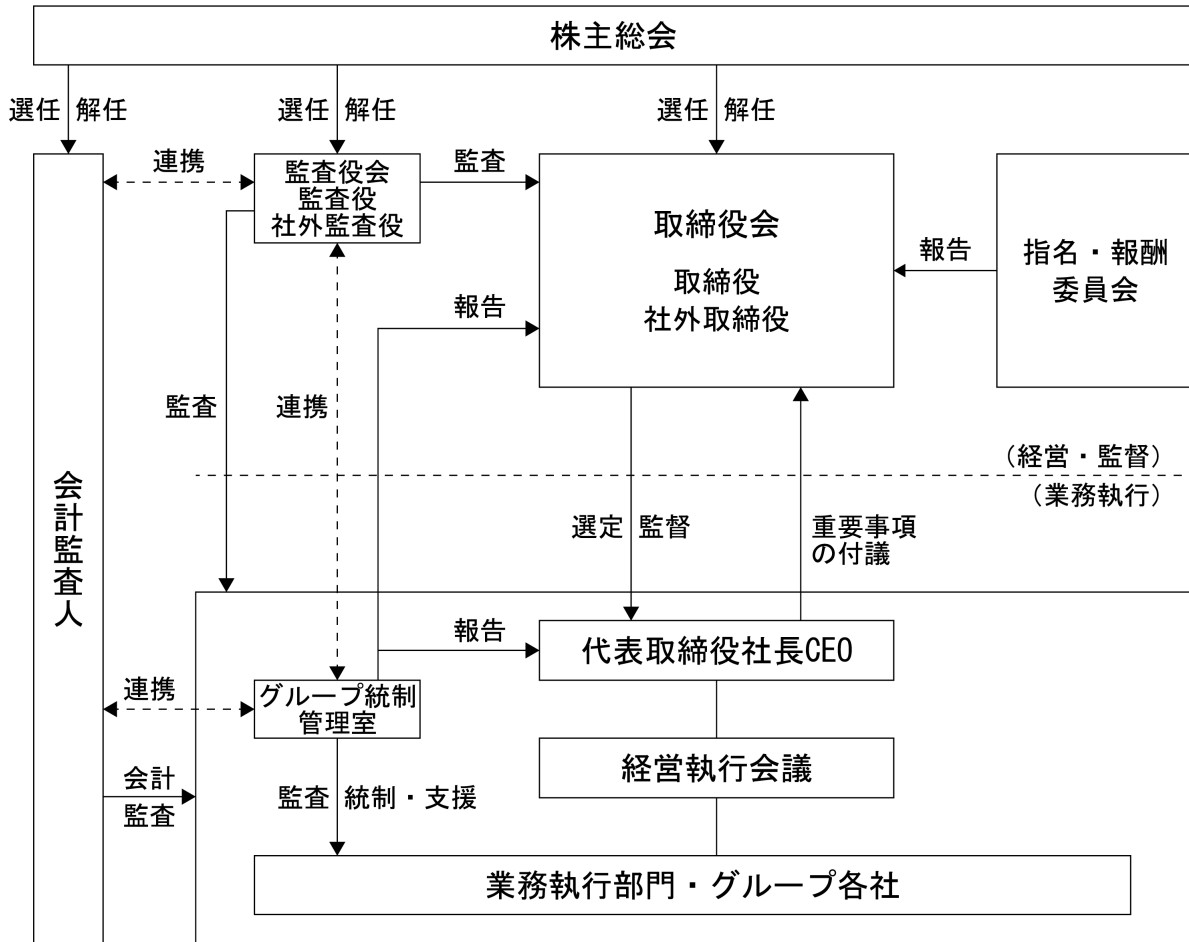 株主総会
選任 解任
選任 解任
選任 解任
連携
監査役会
監査役
社外監査役
監査
取締役会
取締役
社外取締役
報告
指名・報酬
委員会
報告
監査
連携
(経営・監督)
(業務執行)
会計監査人
選定 監督
重要事項
の付議
報告
代表取締役社長CEO
連携
グループ統制
管理室
経営執行会議
会計
監査
監査 統制・支援
業務執行部門・グループ各社